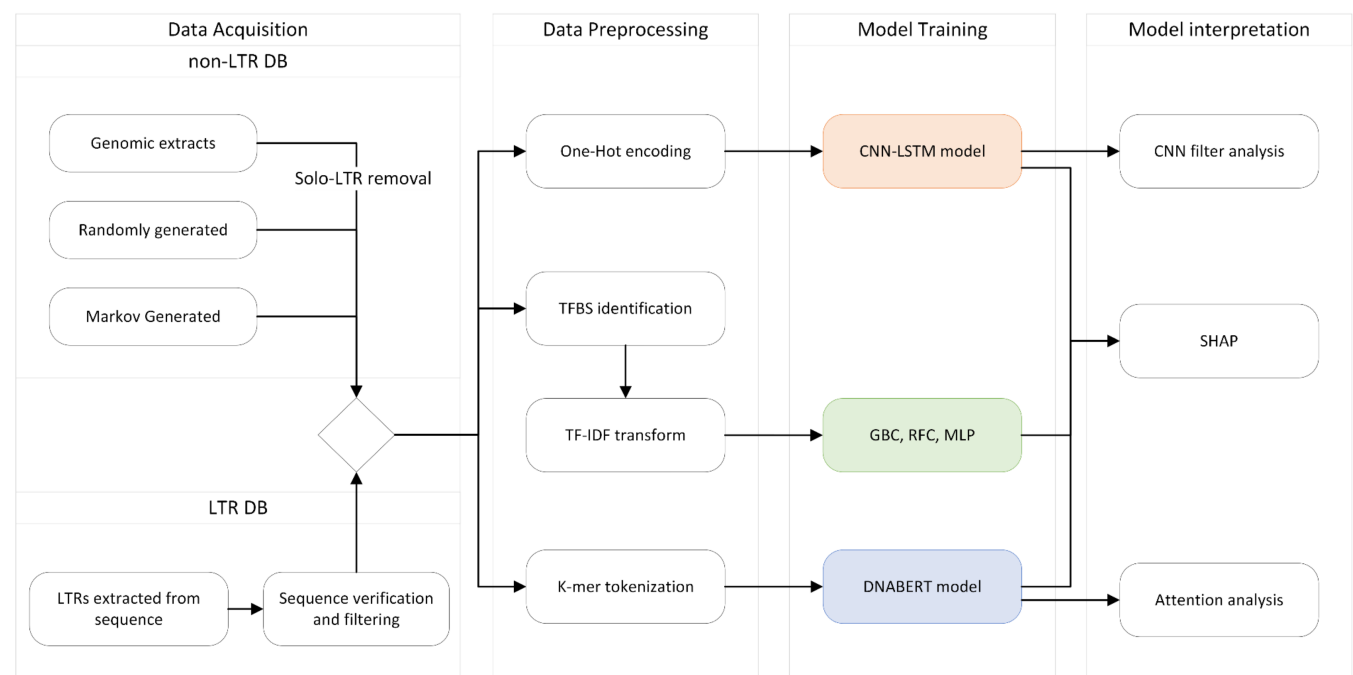 Data Acquisition
non-LTR DB
Genomic extracts
Solo-LTR removal
Randomly generated
Markov Generated
LTR DB
LTRs extracted from
sequence
Sequence verification
and filtering
Data Preprocessing
One-Hot encoding
TFBS identification
TF-IDF transform
K-mer tokenization
Model Training
CNN-LSTM model
GBC, RFC, MLP
DNABERT model
Model interpretation
CNN filter analysis
SHAP
Attention analysis